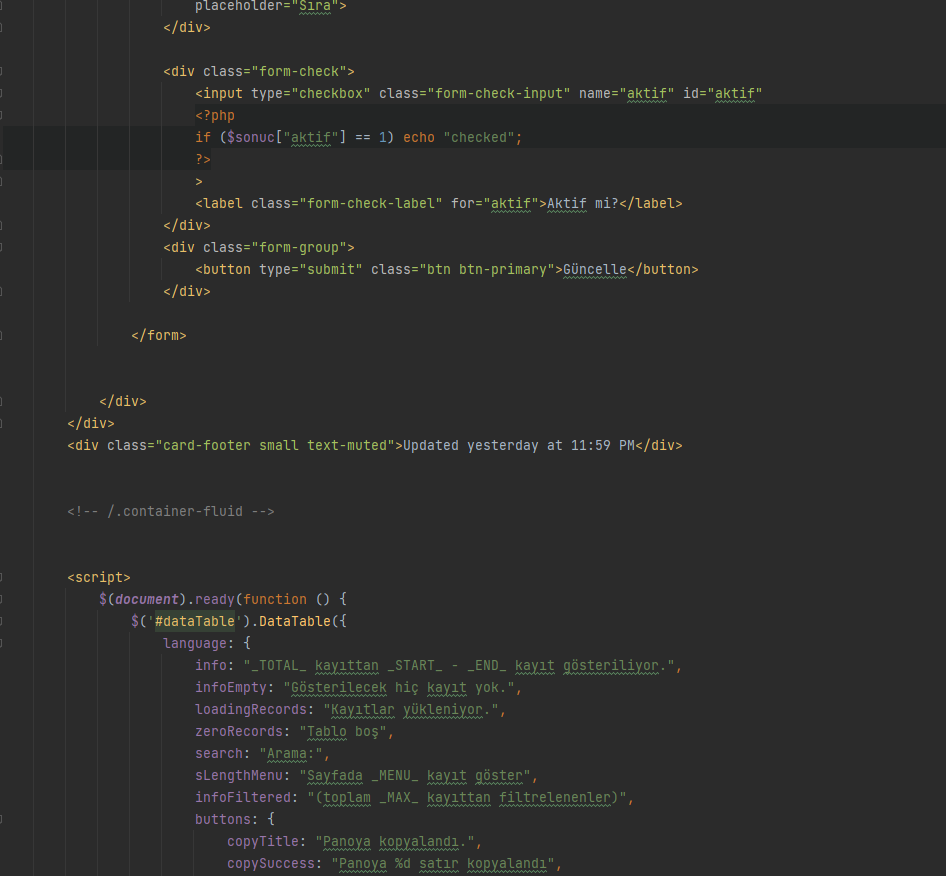 placeholder="Sıra">
</div>
<div class="form-check">
<input type="checkbox" class="form-check-input" name="aktif" id="aktif"
<?php
if ($sonuc["aktif"] == 1) echo "checked";
?>
>
<label class="form-check-label" for="aktif">Aktif mi?</label>
</div>
<div class="form-group">
<button type="submit" class="btn btn-primary">Güncelle</button>
</div>
</form>
</div>
</div>
<div class="card-footer small text-muted">Updated yesterday at 11:59 PM</div>
<!-- /.container-fluid -->
<script>
$(document).ready(function () {
$('#dataTable').DataTable({
language: {
info: "_TOTAL_ kayıttan _START_ - _END_ kayıt gösteriliyor.",
infoEmpty: "Gösterilecek hiç kayıt yok.",
loadingRecords: "Kayıtlar yükleniyor.",
zeroRecords: "Tablo boş",
search: "Arama:",
sLengthMenu: "Sayfada _MENU_ kayıt göster",
infoFiltered: "(toplam _MAX_ kayıttan filtrelenenler)",
buttons: {
copyTitle: "Panoya kopyalandı.",
copySuccess: "Panoya %d satır kopyalandı",